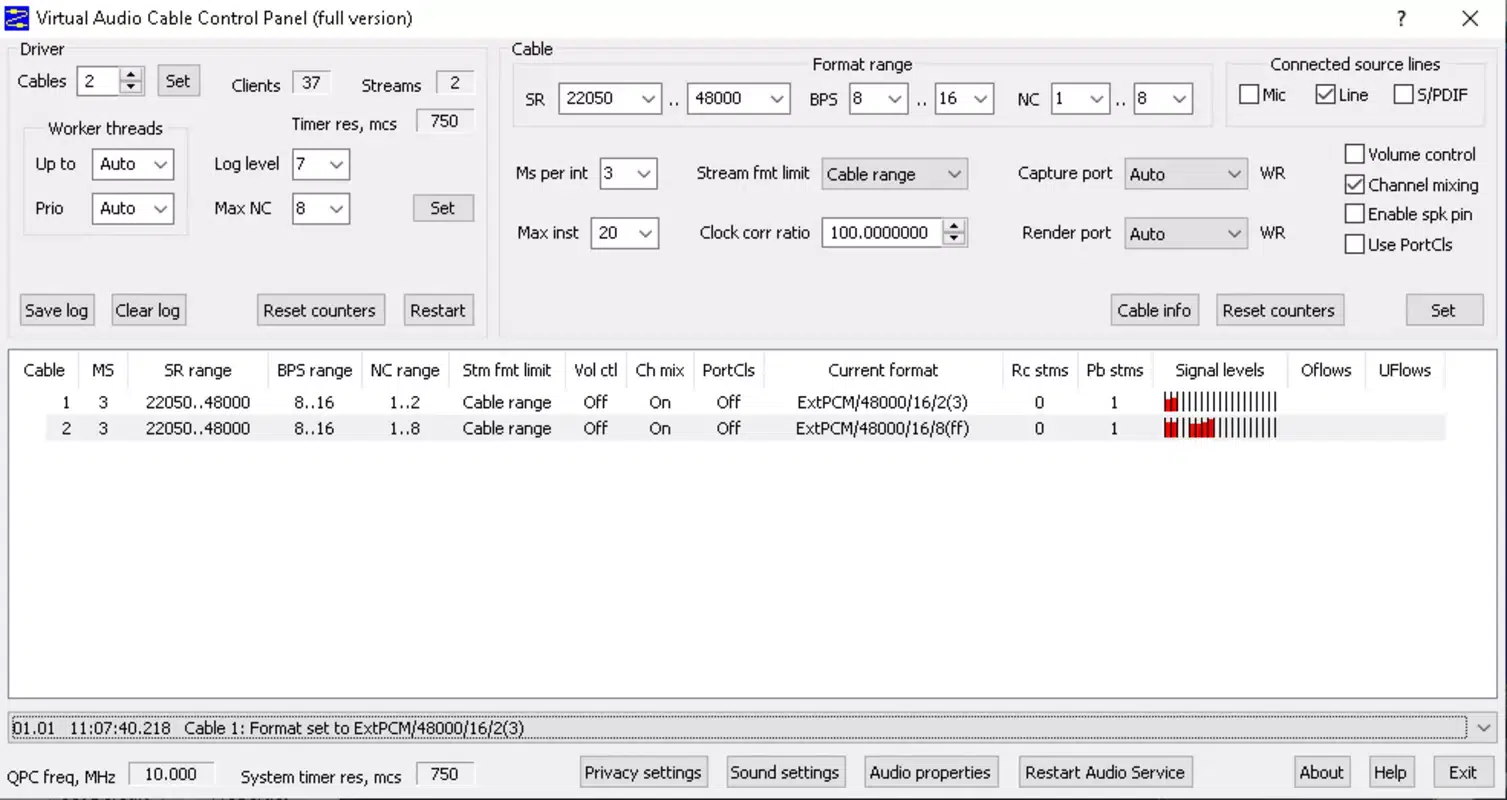 Virtual Audio Cable Control Panel (full version) ?
Driver
Cables 2 Set Clients 37 Streams 2
Timer res, mcs 750
Worker threads
Up to Auto Log level 7
Prio Auto Max NC 8 Set
Save log Clear log Reset counters Restart
Cable
Format range
SR 22050 .. 48000 BPS 8 .. 16 NC 1 .. 8
Connected source lines
Mic Line S/PDIF
Ms per int 3 Stream fmt limit Cable range Capture port Auto WR
Max inst 20 Clock corr ratio 100.0000000 Render port Auto WR
Volume control
Channel mixing
Enable spk pin
Use PortCls
Cable info Reset counters Set
Cable MS SR range BPS range NC range Stm fmt limit Vol ctl Ch mix PortCls Current format Rc stms Pb stms Signal levels Oflows UFlows
1 3 22050..48000 8..16 1..2 Cable range Off On Off ExtPCM/48000/16/2(3) 0 1
2 3 22050..48000 8..16 1..8 Cable range Off On Off ExtPCM/48000/16/8(ff) 0 1
01.01 11:07:40.218 Cable 1: Format set to ExtPCM/48000/16/2(3)
QPC freq, MHz 10.000 System timer res, mcs 750 Privacy settings Sound settings Audio properties Restart Audio Service About Help Exit